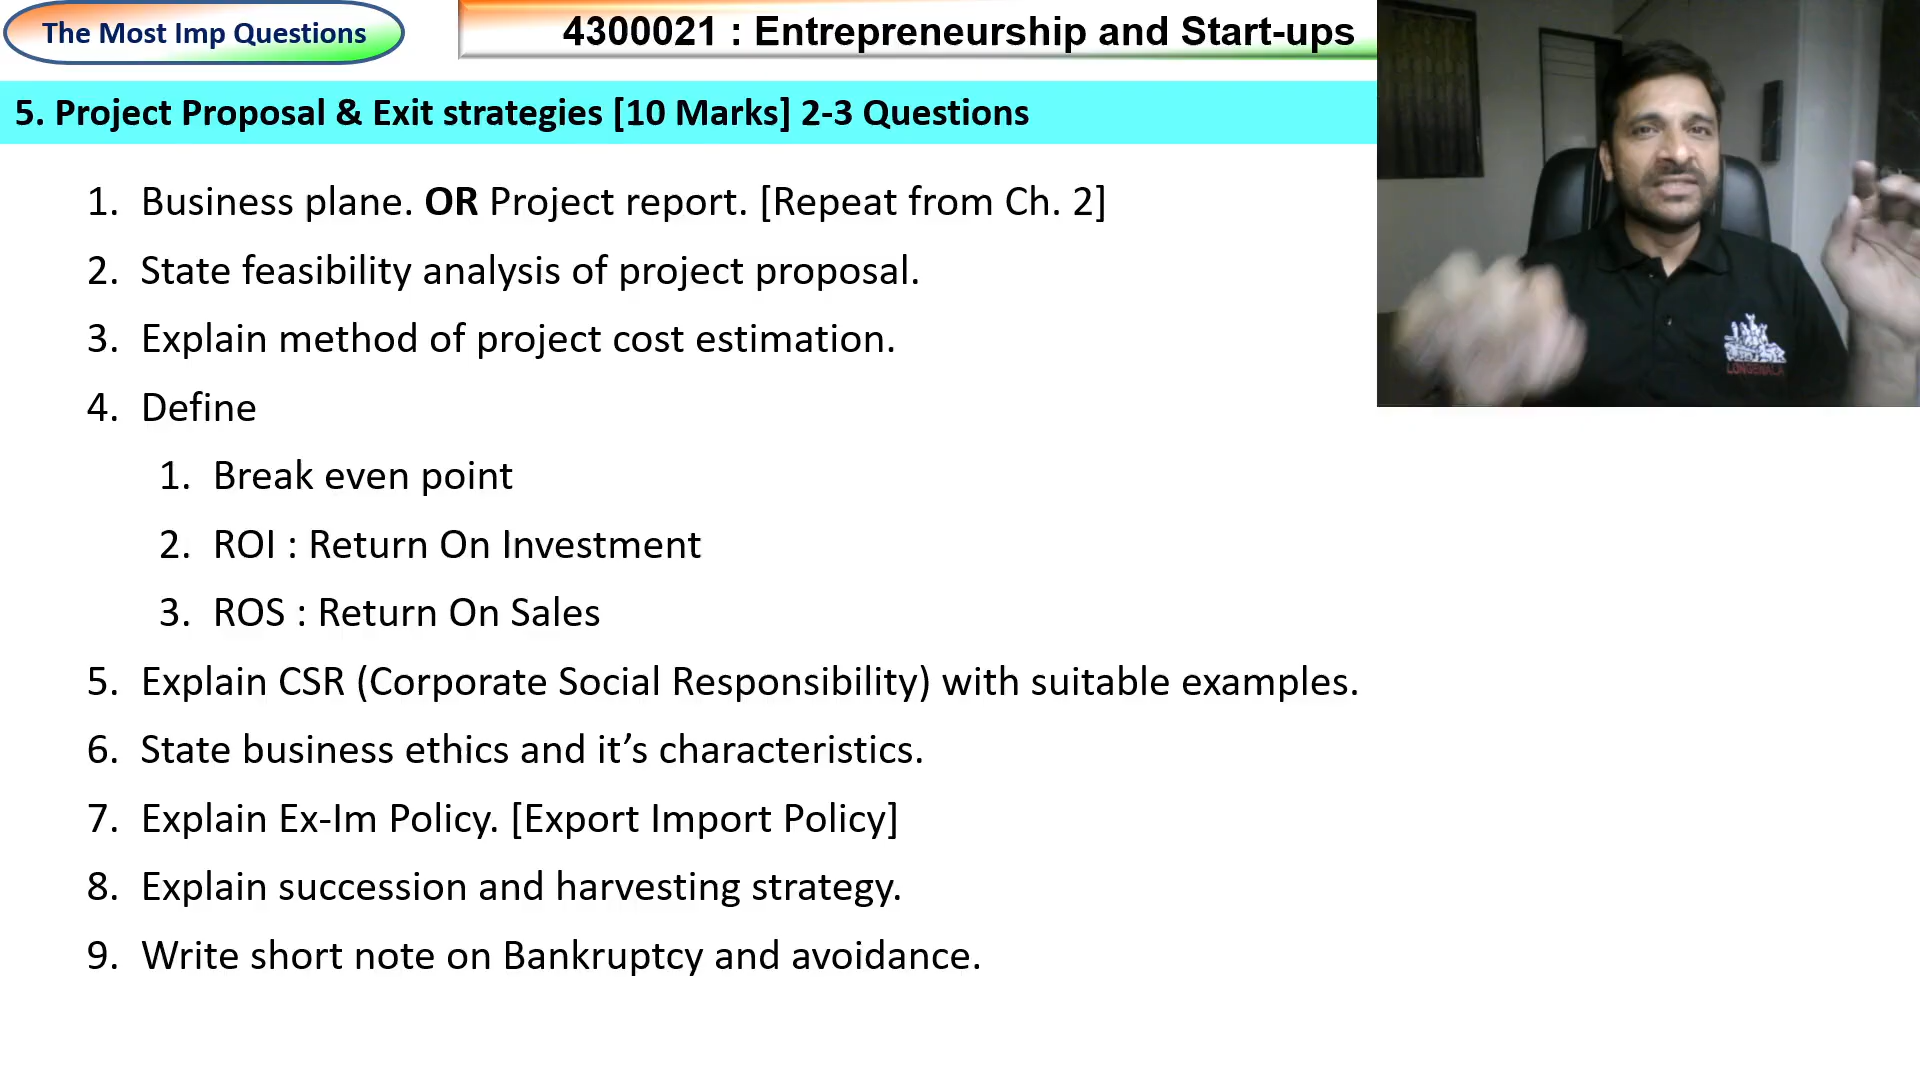 The Most Imp Questions
4300021 : Entrepreneurship and Start-ups
5. Project Proposal & Exit strategies [10 Marks] 2-3 Questions
1. Business plane. OR Project report. [Repeat from Ch. 2]
2. State feasibility analysis of project proposal.
3. Explain method of project cost estimation.
4. Define
1. Break even point
2. ROI : Return On Investment
3. ROS : Return On Sales
5. Explain CSR (Corporate Social Responsibility) with suitable examples.
6. State business ethics and it’s characteristics.
7. Explain Ex-Im Policy. [Export Import Policy]
8. Explain succession and harvesting strategy.
9. Write short note on Bankruptcy and avoidance.
LONGEWALA